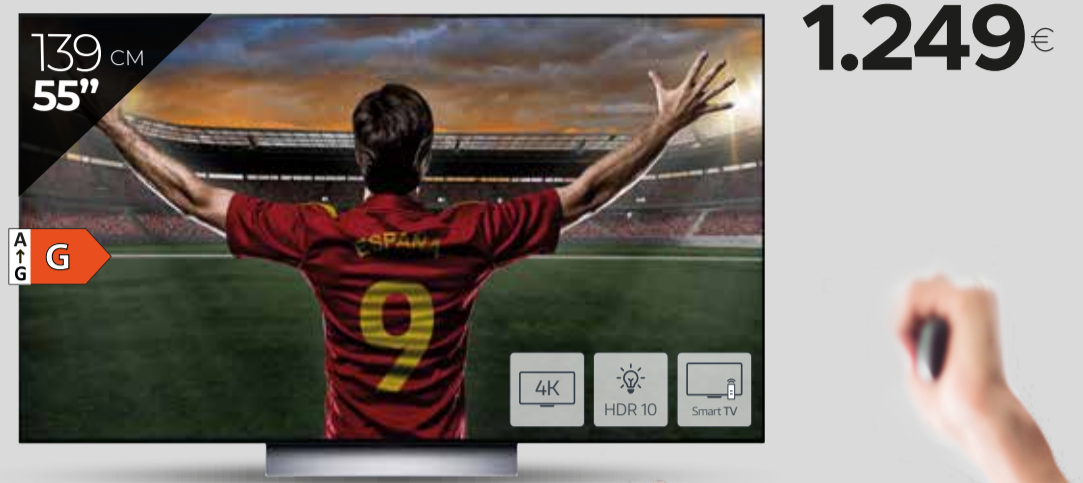 139 CM
55”
1.249€
A
↑
G
G
ESPAÑA
9
4K
HDR 10
Smart TV